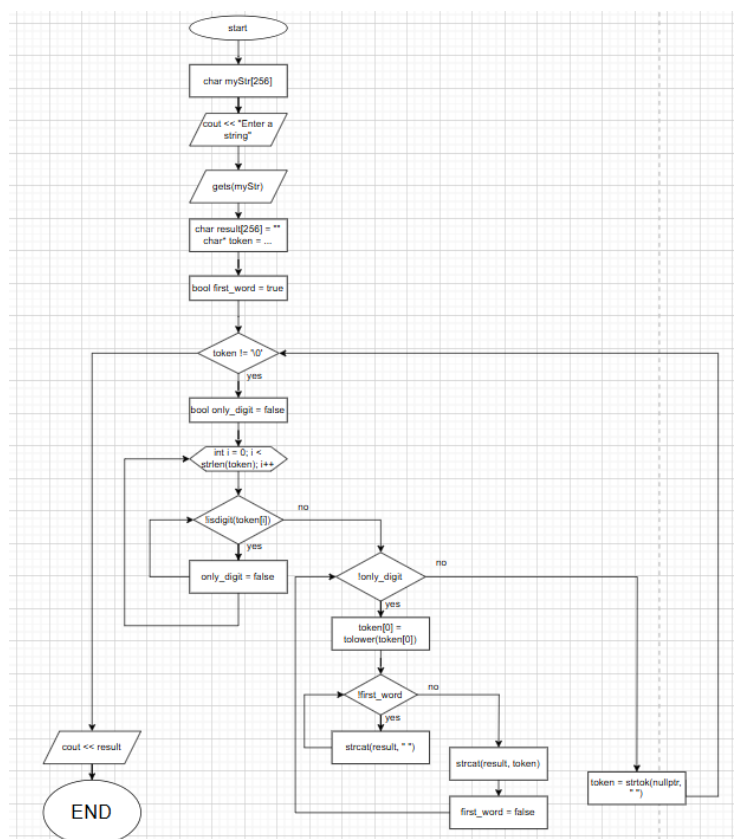 start
char myStr[256]
cout << "Enter a
string"
gets(myStr)
char result[256] = ""
char* token = ...
bool first_word = true
token != '\0'
yes
bool only_digit = false
int i = 0; i <
strlen(token); i++
!isdigit(token[i])
no
yes
only_digit = false
!only_digit
no
yes
token[0] =
tolower(token[0])
!first_word
no
yes
strcat(result, " ")
strcat(result, token)
first_word = false
token = strtok(nullptr,
" ")
cout << result
END